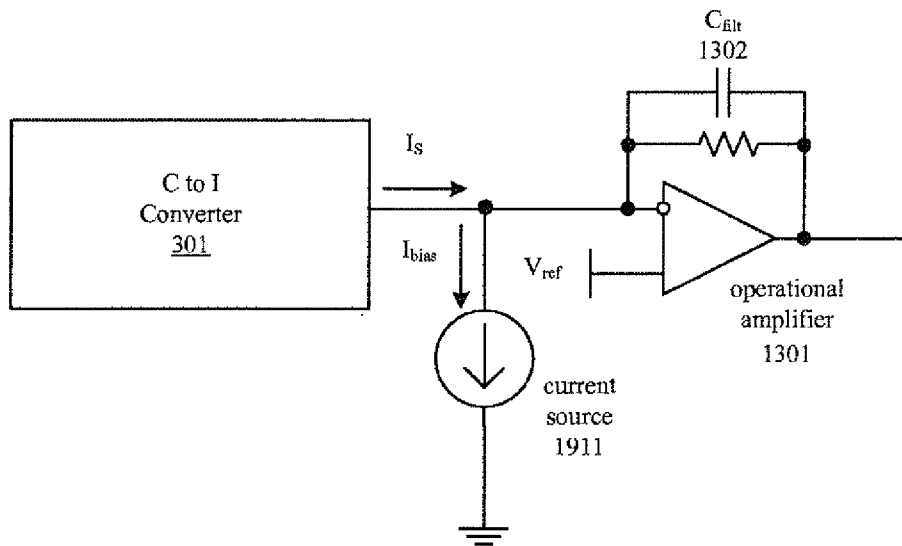 C_filt
1302
C to I
Converter
301
I_S
I_bias
V_ref
operational
amplifier
1301
current
source
1911